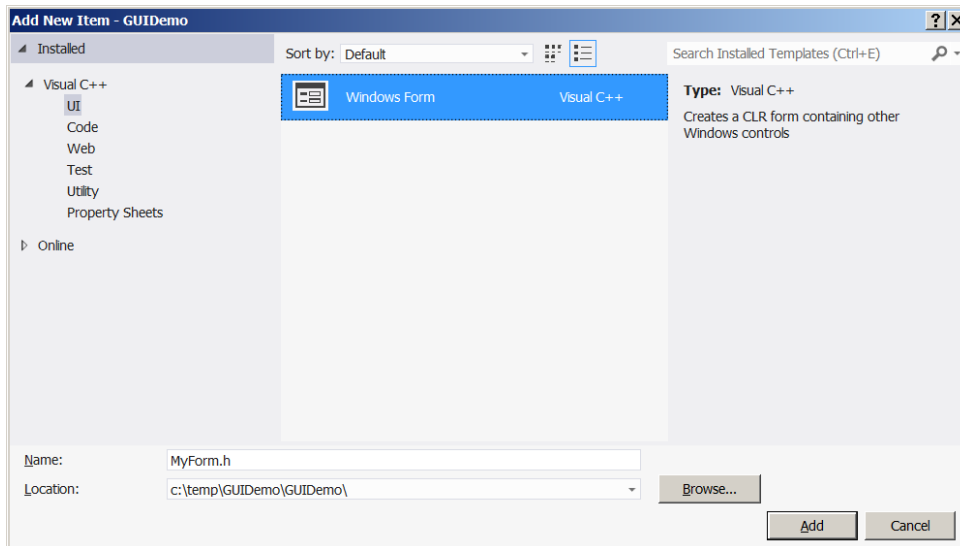 Add New Item - GUIDemo
Installed
Sort by: Default
Search Installed Templates (Ctrl+E)
Visual C++
UI
Code
Web
Test
Utility
Property Sheets
Online
Windows Form Visual C++
Type: Visual C++
Creates a CLR form containing other
Windows controls
Name: MyForm.h
Location: c:\temp\GUIDemo\GUIDemo\
Browse...
Add Cancel